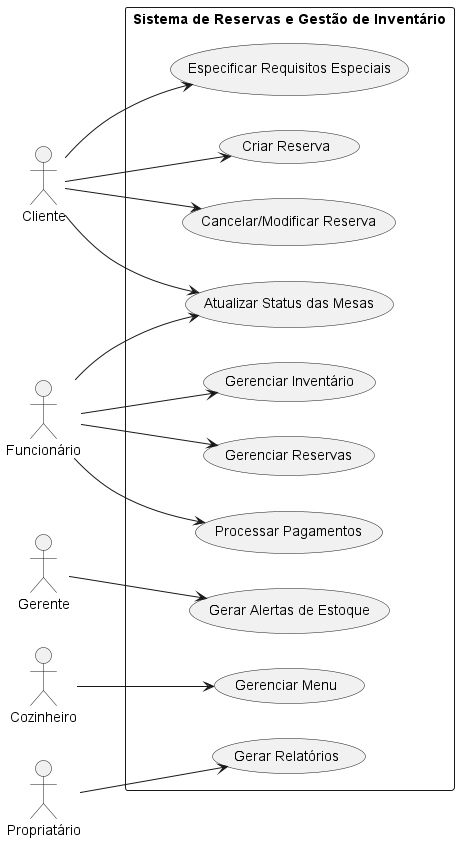 Sistema de Reservas e Gestão de Inventário
Especificar Requisitos Especiais
Criar Reserva
Cliente
Cancelar/Modificar Reserva
Atualizar Status das Mesas
Gerenciar Inventário
Funcionário
Gerenciar Reservas
Processar Pagamentos
Gerente
Gerar Alertas de Estoque
Gerenciar Menu
Cozinheiro
Gerar Relatórios
Propriatário